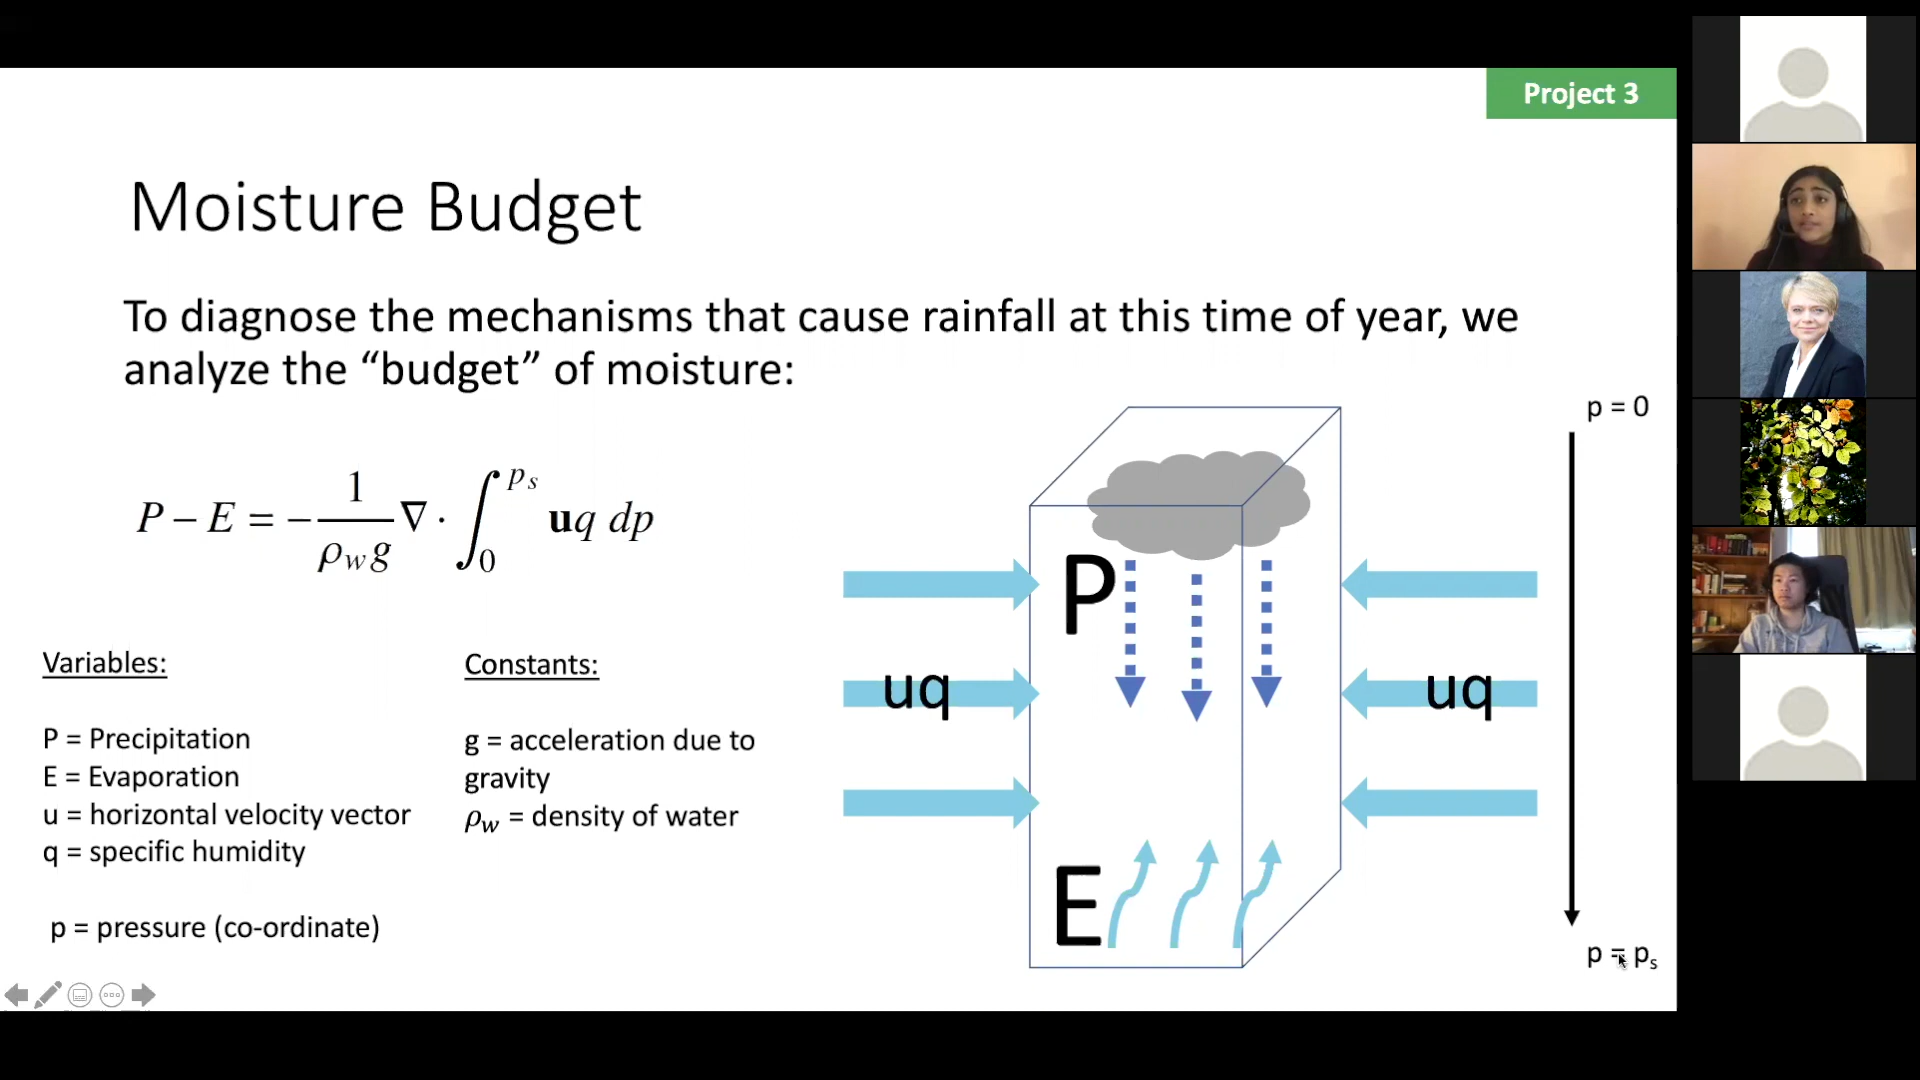 Project 3
Moisture Budget
To diagnose the mechanisms that cause rainfall at this time of year, we
analyze the “budget” of moisture:
P − E = −\frac{1}{ρ_w g} ∇ · ∫_0^{p_s} uq dp
Variables:
P = Precipitation
E = Evaporation
u = horizontal velocity vector
q = specific humidity
p = pressure (co-ordinate)
Constants:
g = acceleration due to
gravity
ρ_w = density of water
P
uq
uq
E
p = 0
p = p_s